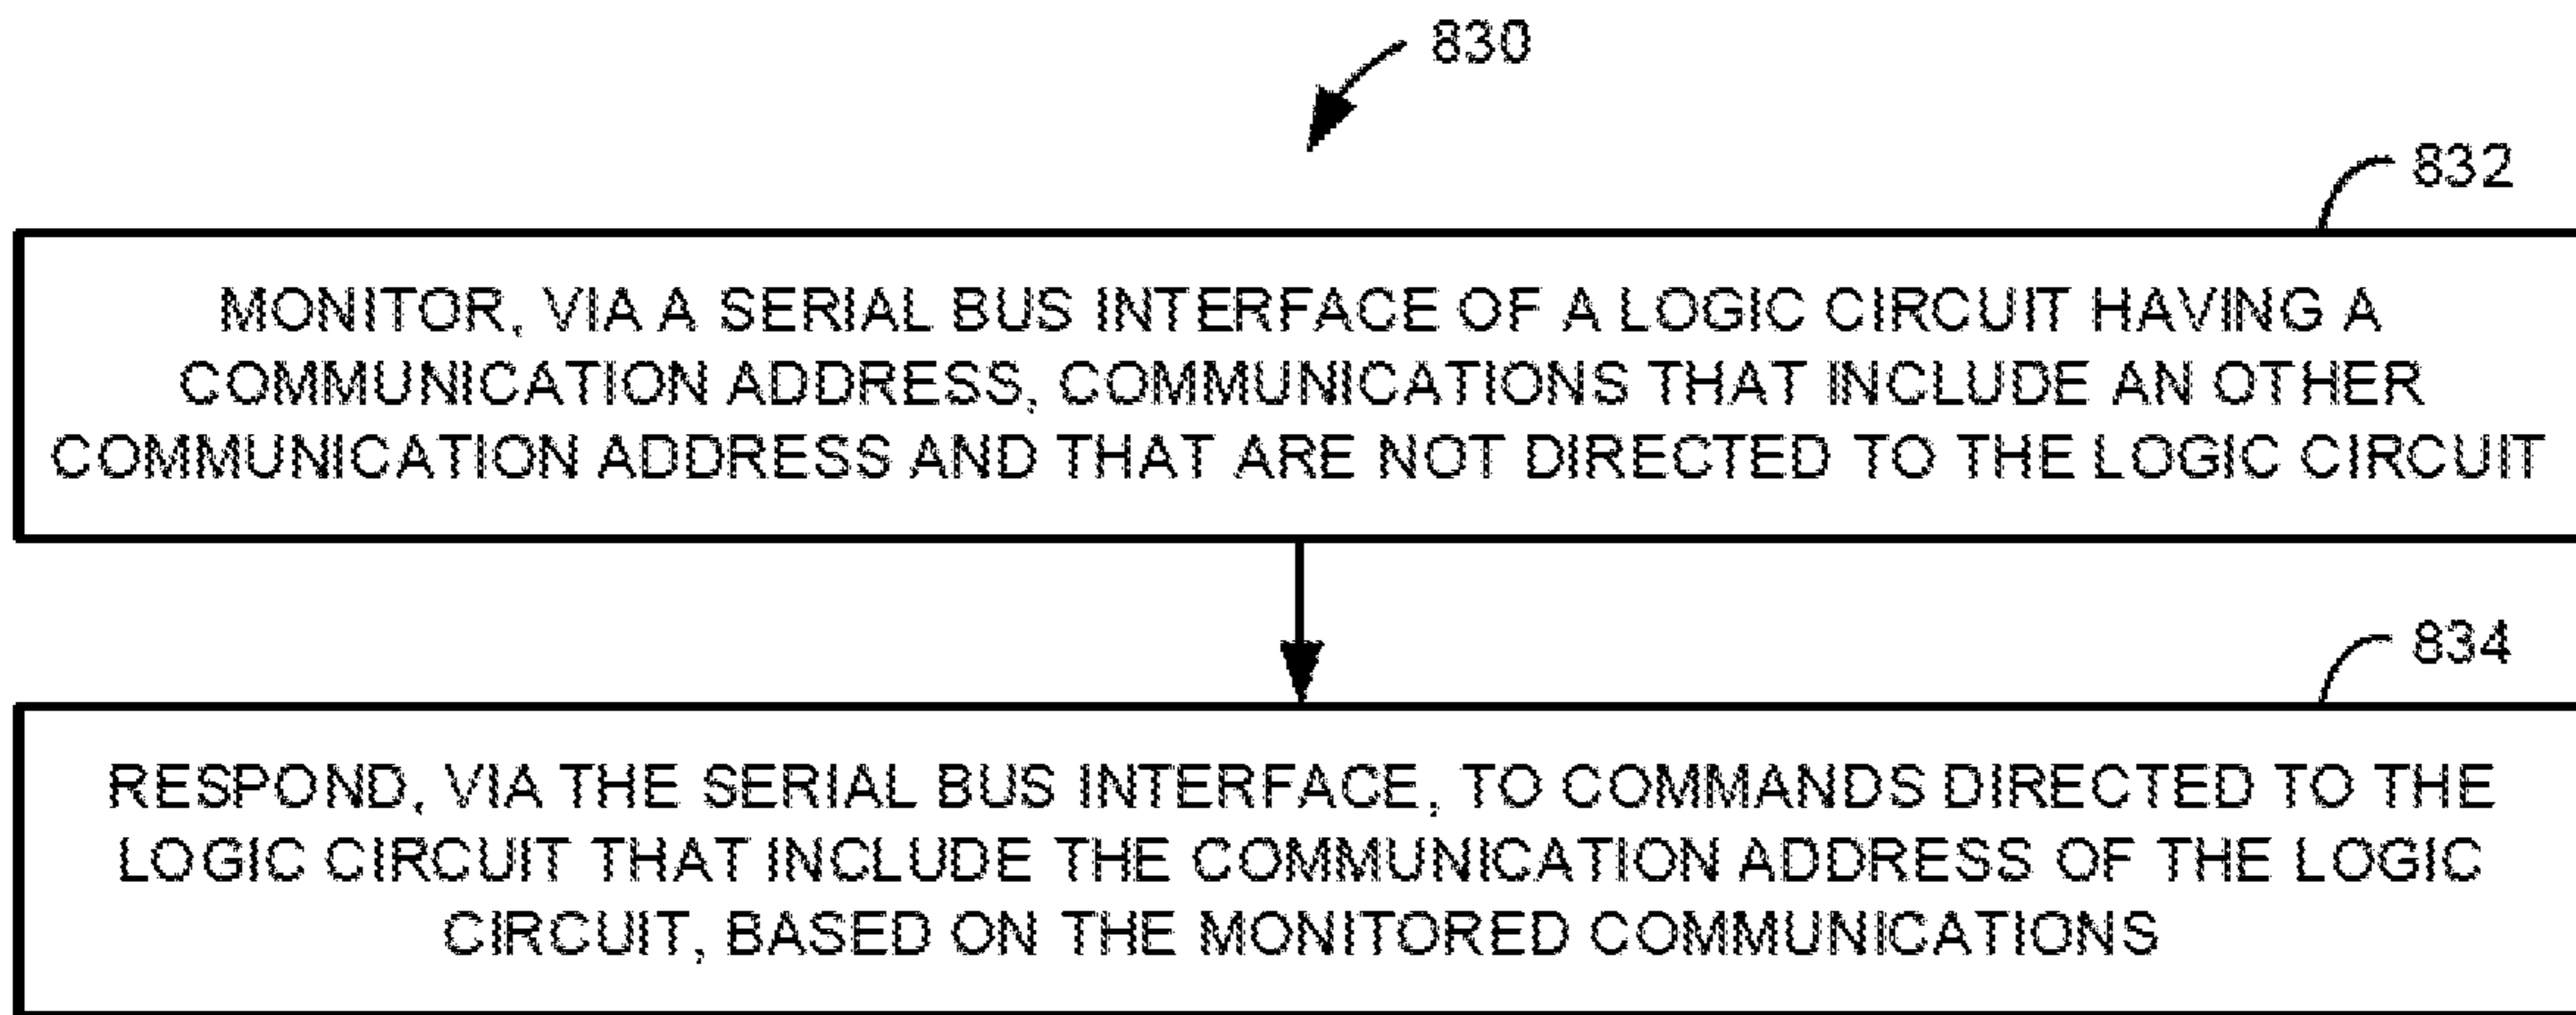 830
832
MONITOR, VIA A SERIAL BUS INTERFACE OF A LOGIC CIRCUIT HAVING A
COMMUNICATION ADDRESS, COMMUNICATIONS THAT INCLUDE AN OTHER
COMMUNICATION ADDRESS AND THAT ARE NOT DIRECTED TO THE LOGIC CIRCUIT
834
RESPOND, VIA THE SERIAL BUS INTERFACE, TO COMMANDS DIRECTED TO THE
LOGIC CIRCUIT THAT INCLUDE THE COMMUNICATION ADDRESS OF THE LOGIC
CIRCUIT, BASED ON THE MONITORED COMMUNICATIONS